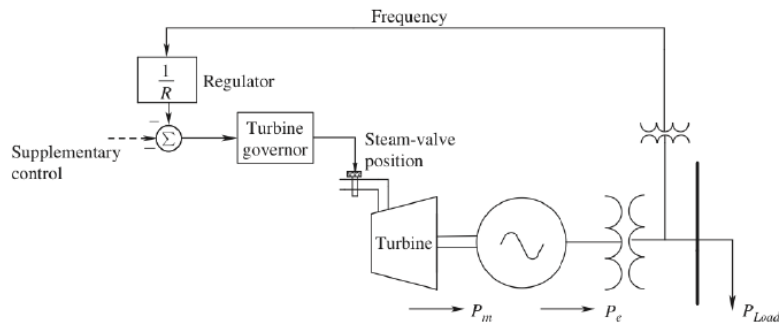 Frequency
1
R
Regulator
Σ
Supplementary
control
Turbine
governor
Steam-valve
position
Turbine
P_m
P_e
P_Load